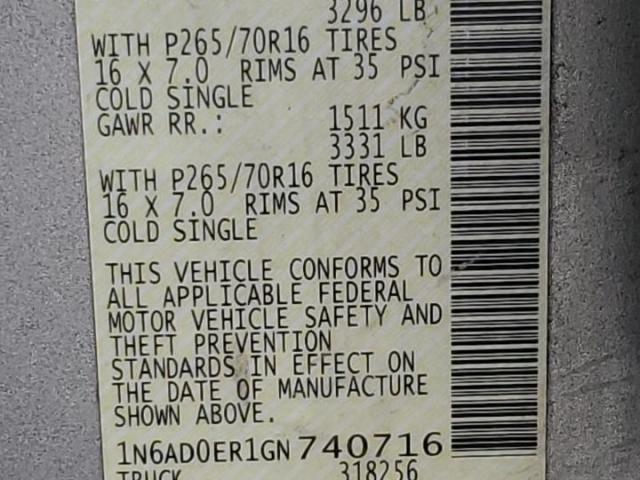 3296 LB
WITH P265/70R16 TIRES
16 X 7.0 RIMS AT 35 PSI
COLD SINGLE
GAWR RR.: 1511 KG
3331 LB
WITH P265/70R16 TIRES
16 X 7.0 RIMS AT 35 PSI
COLD SINGLE
THIS VEHICLE CONFORMS TO
ALL APPLICABLE FEDERAL
MOTOR VEHICLE SAFETY AND
THEFT PREVENTION
STANDARDS IN EFFECT ON
THE DATE OF MANUFACTURE
SHOWN ABOVE.
1N6AD0ER1GN740716
TRUCK 318256